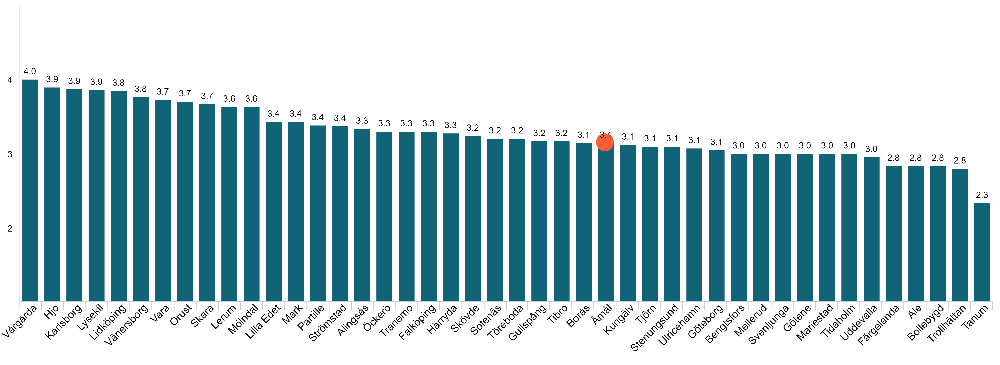 4
3
2
4.0
3.9
3.9
3.9
3.8
3.8
3.7
3.7
3.7
3.6
3.6
3.4
3.4
3.4
3.4
3.3
3.3
3.3
3.3
3.3
3.2
3.2
3.2
3.2
3.2
3.1
3.1
3.1
3.1
3.1
3.1
3.1
3.0
3.0
3.0
3.0
3.0
3.0
3.0
2.8
2.8
2.8
2.8
2.3
Vårgårda
Hjo
Karlsborg
Lysekil
Lidköping
Vänersborg
Vara
Orust
Skara
Lerum
Mölndal
Lilla Edet
Mark
Partille
Strömstad
Alingsås
Öckerö
Tranemo
Falköping
Härryda
Skövde
Sotenäs
Töreboda
Gullspång
Tibro
Borås
Åmål
Kungälv
Tjörn
Stenungsund
Ulricehamn
Göteborg
Bengtsfors
Mellerud
Svenljunga
Götene
Mariestad
Tidaholm
Uddevalla
Färgelanda
Ale
Bollebygd
Trollhättan
Tanum